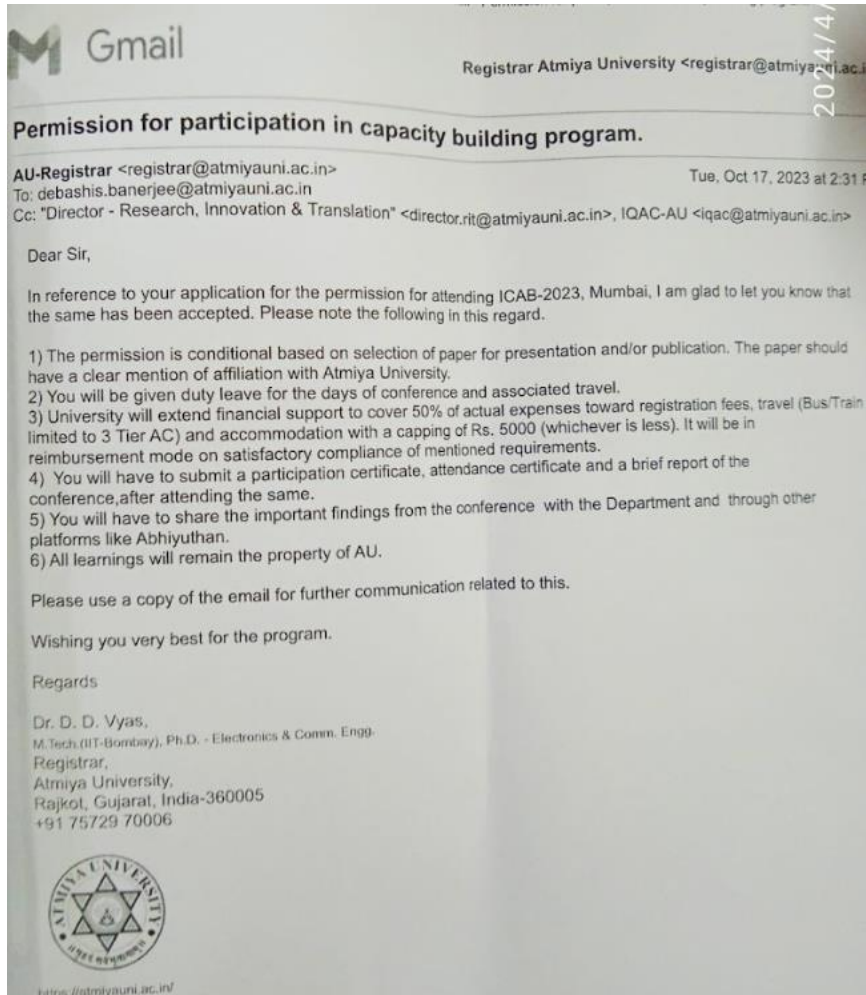 Gmail
2024/4/
Registrar Atmiya University <registrar@atmiyauni.ac.i
Permission for participation in capacity building program.
AU-Registrar <registrar@atmiyauni.ac.in>
Tue, Oct 17, 2023 at 2:31 P
To: debashis.banerjee@atmiyauni.ac.in
Cc: "Director - Research, Innovation & Translation" <director.rit@atmiyauni.ac.in>, IQAC-AU <iqac@atmiyauni.ac.in>
Dear Sir,
In reference to your application for the permission for attending ICAB-2023, Mumbai, I am glad to let you know that
the same has been accepted. Please note the following in this regard.
1) The permission is conditional based on selection of paper for presentation and/or publication. The paper should
have a clear mention of affiliation with Atmiya University.
2) You will be given duty leave for the days of conference and associated travel.
3) University will extend financial support to cover 50% of actual expenses toward registration fees, travel (Bus/Train
limited to 3 Tier AC) and accommodation with a capping of Rs. 5000 (whichever is less). It will be in
reimbursement mode on satisfactory compliance of mentioned requirements.
4) You will have to submit a participation certificate, attendance certificate and a brief report of the
conference,after attending the same.
5) You will have to share the important findings from the conference with the Department and through other
platforms like Abhiyuthan.
6) All learnings will remain the property of AU.
Please use a copy of the email for further communication related to this.
Wishing you very best for the program.
Regards
Dr. D. D. Vyas,
M.Tech.(IIT-Bombay), Ph.D. - Electronics & Comm. Engg.
Registrar,
Atmiya University,
Rajkot, Gujarat, India-360005
+91 75729 70006
ATMIYA UNIVERSITY
https://atmiyauni.ac.in/